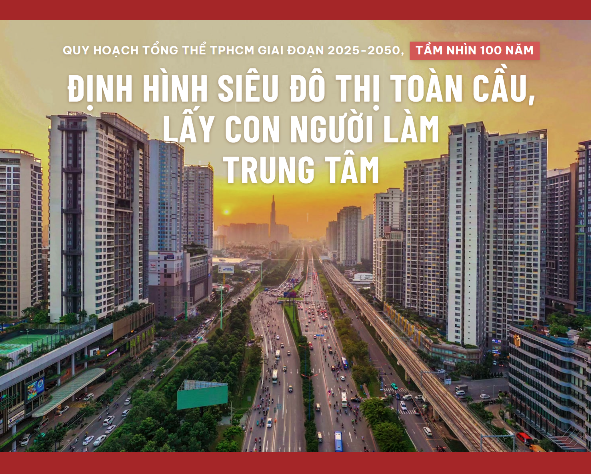 QUY HOẠCH TỔNG THỂ TPHCM GIAI ĐOẠN 2025-2050, TẦM NHÌN 100 NĂM
ĐỊNH HÌNH SIÊU ĐÔ THỊ TOÀN CẦU,
LẤY CON NGƯỜI LÀM
TRUNG TÂM